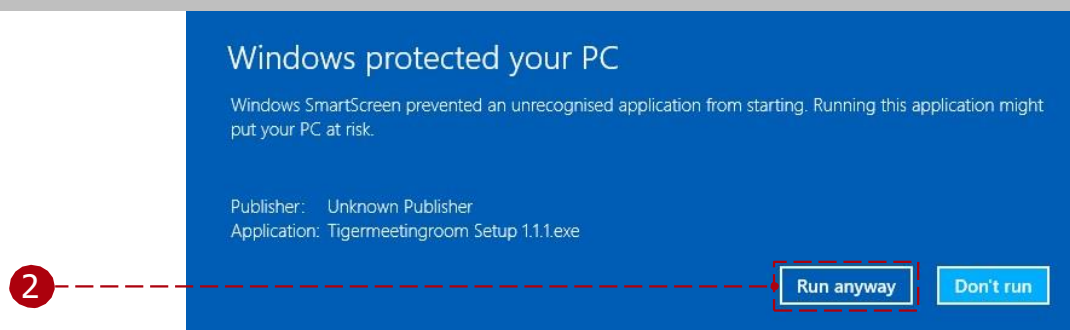 Windows protected your PC
Windows SmartScreen prevented an unrecognised application from starting. Running this application might
put your PC at risk.
Publisher: Unknown Publisher
Application: Tigermeetingroom Setup 1.1.1.exe
2
Run anyway Don't run